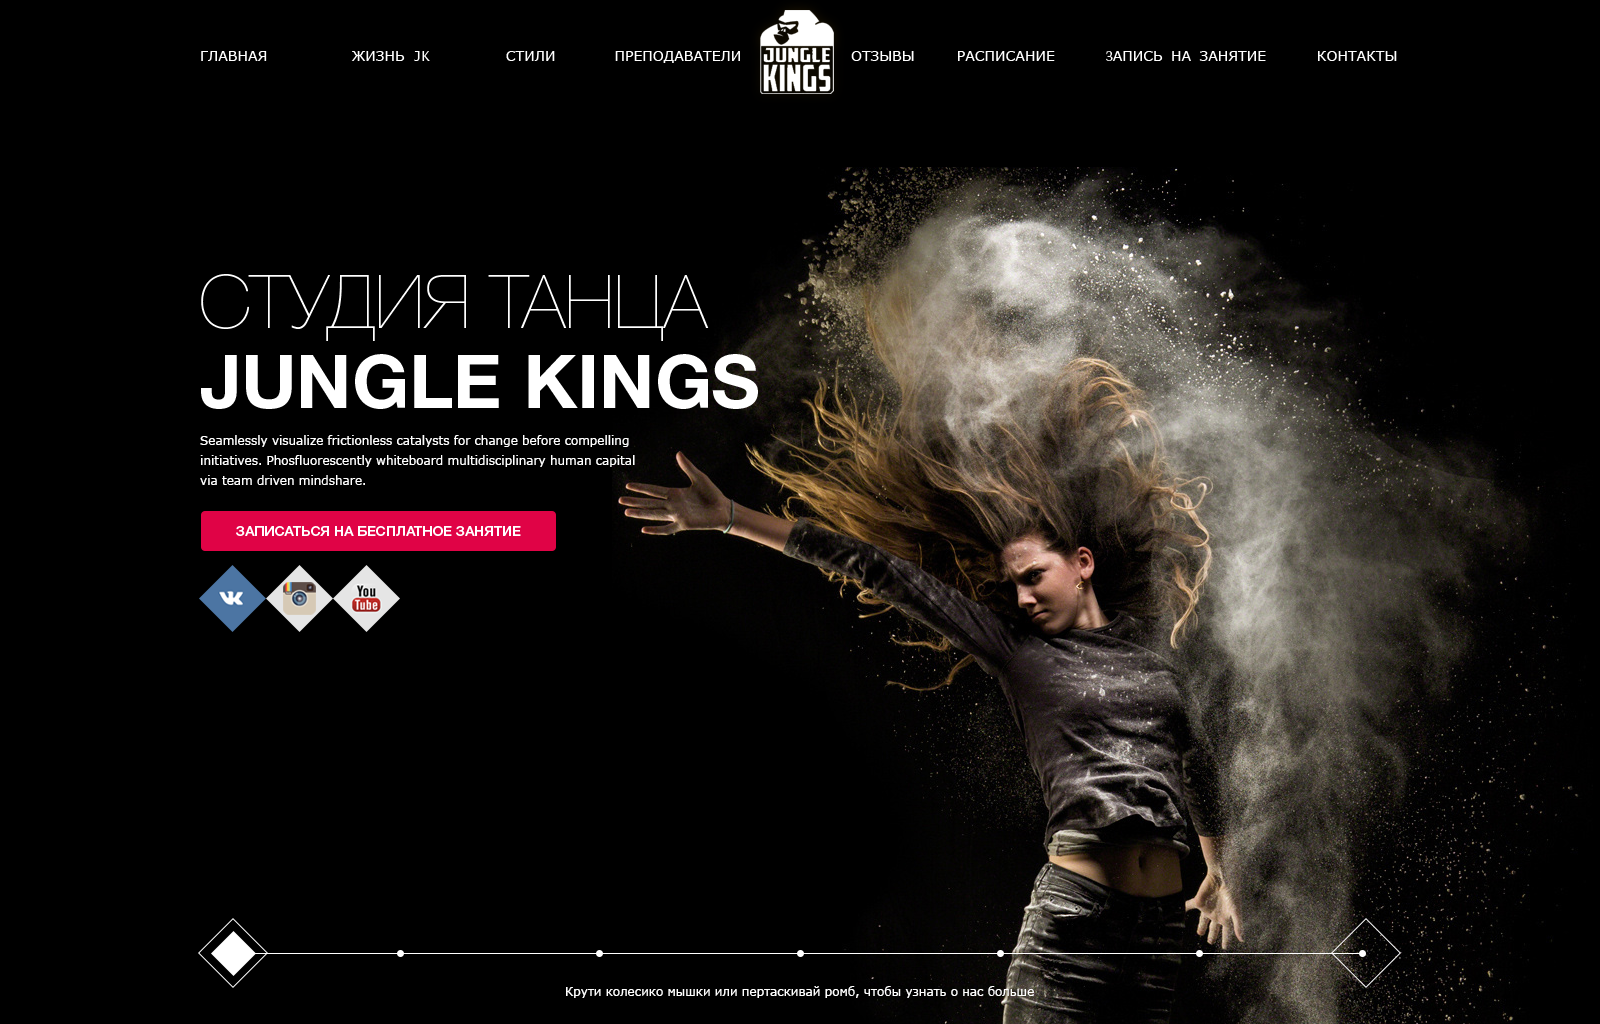 ГЛАВНАЯ ЖИЗНЬ JK СТИЛИ ПРЕПОДАВАТЕЛИ
JUNGLE
KINGS
ОТЗЫВЫ РАСПИСАНИЕ ЗАПИСЬ НА ЗАНЯТИЕ КОНТАКТЫ
СТУДИЯ ТАНЦА
JUNGLE KINGS
Seamlessly visualize frictionless catalysts for change before compelling
initiatives. Phosfluorescently whiteboard multidisciplinary human capital
via team driven mindshare.
ЗАПИСАТЬСЯ НА БЕСПЛАТНОЕ ЗАНЯТИЕ
You
Tube
Крути колесико мышки или пертаскивай ромб, чтобы узнать о нас больше